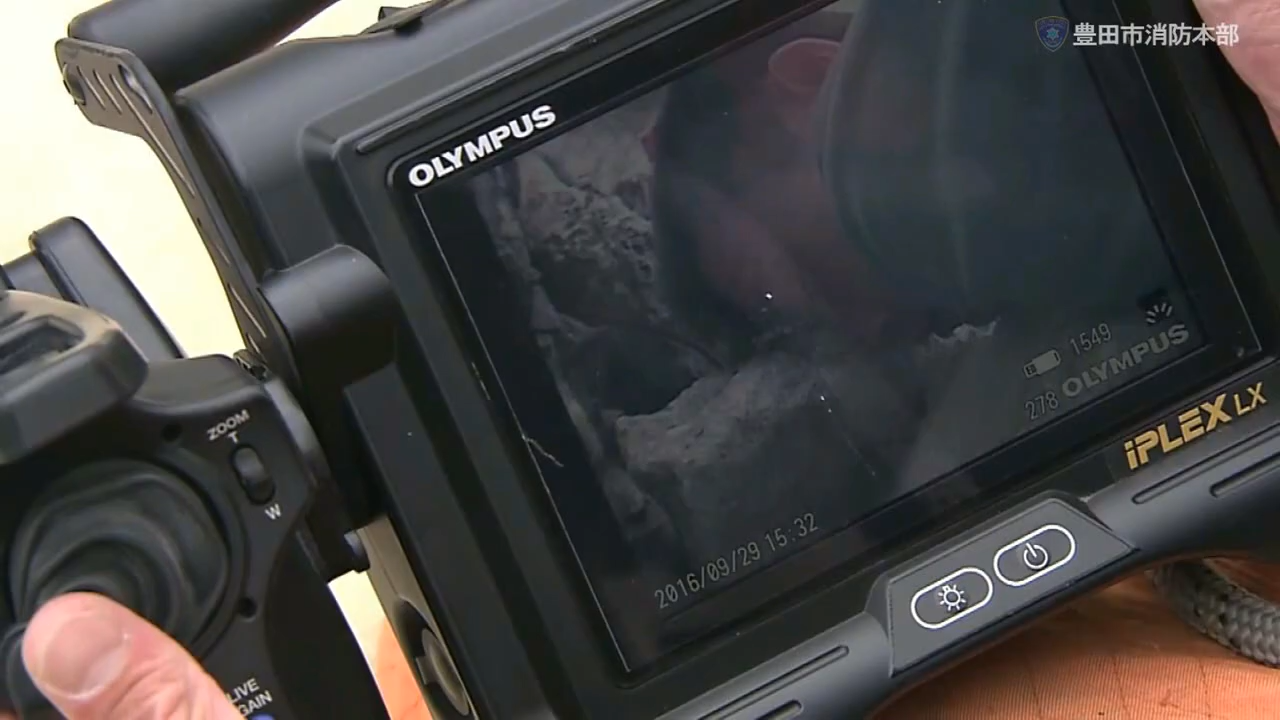 豊田市消防本部
OLYMPUS
1549
278 OLYMPUS
iPLEX LX
2016/09/29 15:32
ZOOM
T
W
LIVE
GAIN